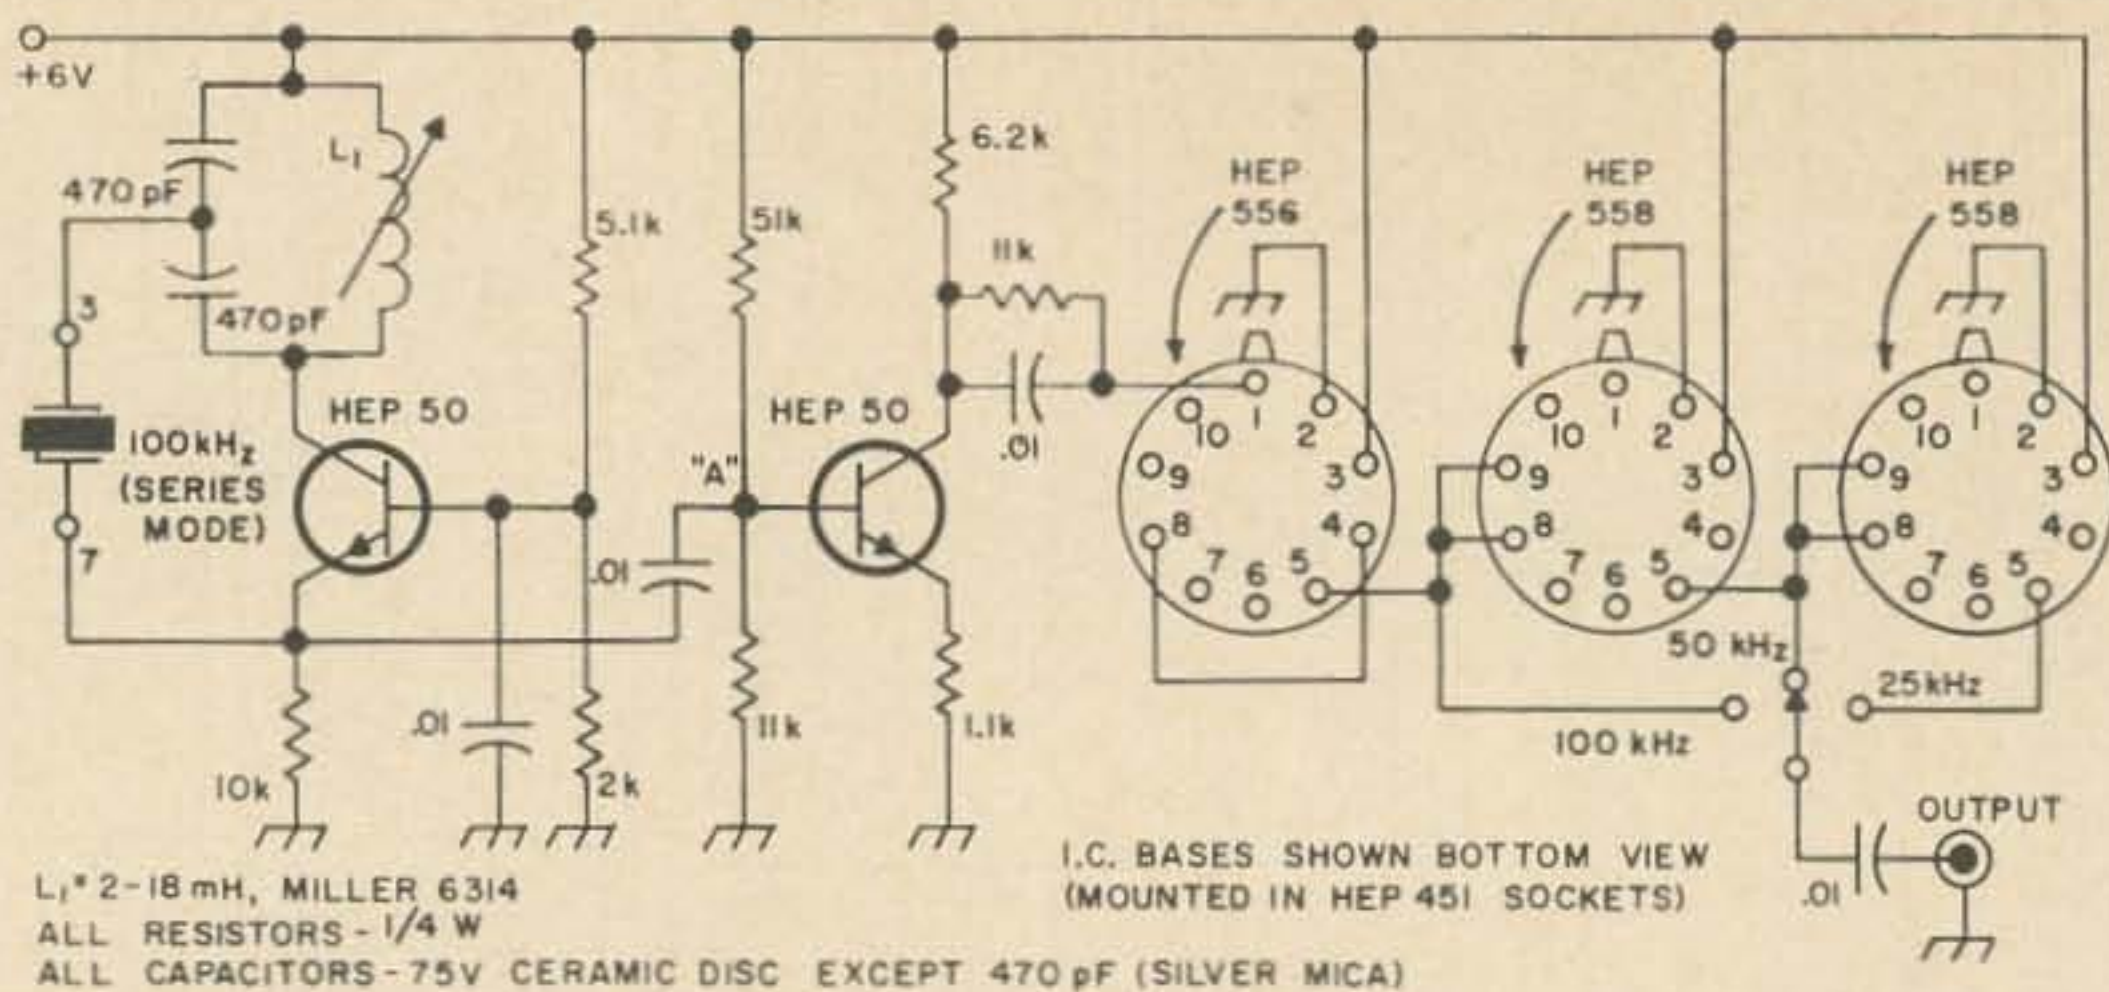 +6V
L1
470 pF
470 pF
3
7
100 kHz
(SERIES
MODE)
HEP 50
10k
5.1k
.01
2k
.01
51k
"A"
11k
HEP 50
6.2k
11k
.01
1.1k
HEP
556
1
2
3
4
5
6
7
8
9
10
HEP
558
1
2
3
4
5
6
7
8
9
10
HEP
558
1
2
3
4
5
6
7
8
9
10
50 kHz
25kHz
100 kHz
OUTPUT
.01
I.C. BASES SHOWN BOTTOM VIEW
(MOUNTED IN HEP 451 SOCKETS)
L1* 2-18 mH, MILLER 6314
ALL RESISTORS - 1/4 W
ALL CAPACITORS - 75V CERAMIC DISC EXCEPT 470 pF (SILVER MICA)